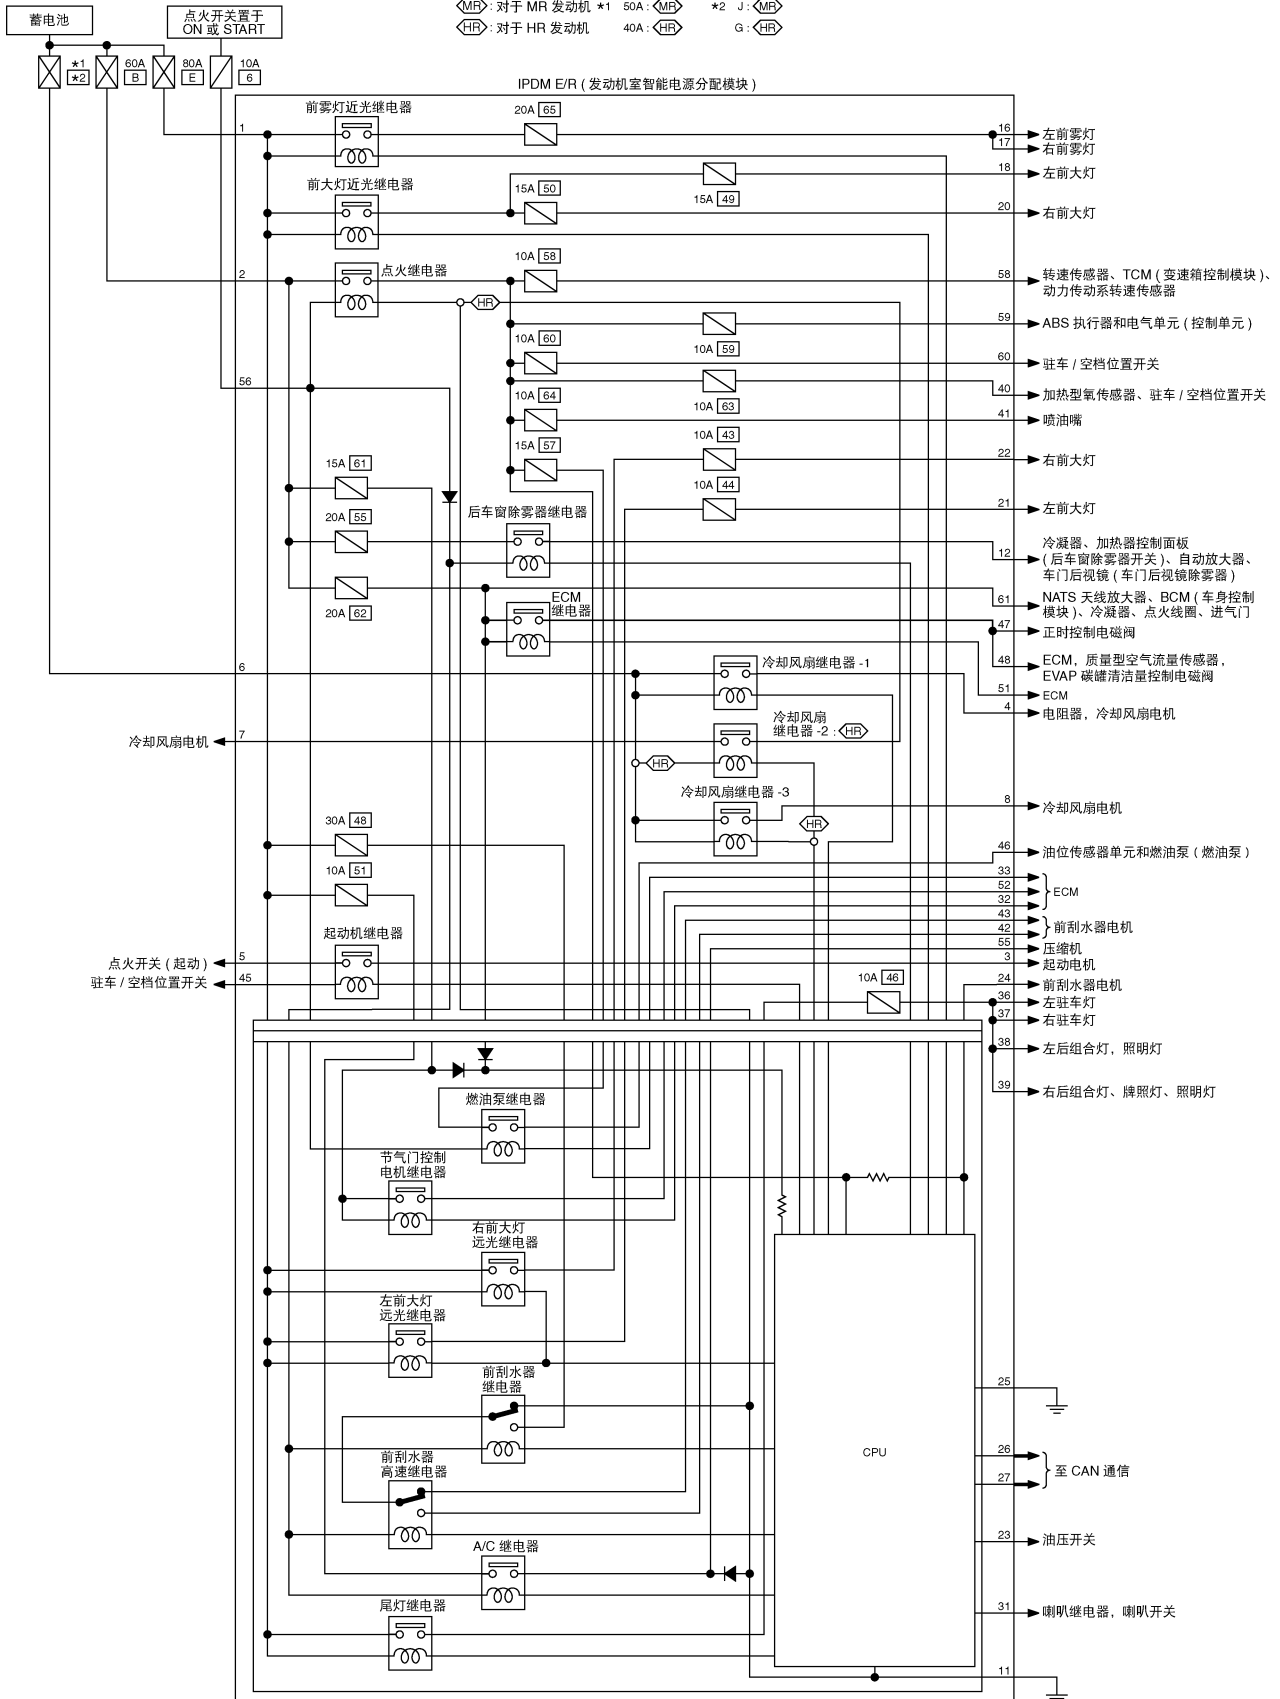 蓄电池
点火开关置于
ON 或 START
MR : 对于 MR 发动机 *1 50A : MR *2 J : MR
HR : 对于 HR 发动机 40A : HR G : HR
*1
*2
60A
B
80A
E
10A
6
IPDM E/R ( 发动机室智能电源分配模块 )
前雾灯近光继电器
20A 65
1
16 左前雾灯
17 右前雾灯
前大灯近光继电器
18 左前大灯
15A 50
15A 49
20 右前大灯
10A 58
点火继电器
2
58 转速传感器、TCM ( 变速箱控制模块 )、
动力传动系转速传感器
HR
59 ABS 执行器和电气单元 ( 控制单元 )
10A 60
10A 59
60 驻车 / 空档位置开关
56
40 加热型氧传感器、驻车 / 空档位置开关
10A 64
10A 63
41 喷油嘴
10A 43
15A 57
22 右前大灯
15A 61
10A 44
21 左前大灯
20A 55
后车窗除雾器继电器
12 冷凝器、加热器控制面板
( 后车窗除雾器开关 )、自动放大器、
车门后视镜 ( 车门后视镜除雾器 )
20A 62
ECM
继电器
61 NATS 天线放大器、BCM ( 车身控制
模块 )、冷凝器、点火线圈、进气门
47 正时控制电磁阀
6
冷却风扇继电器 -1
48 ECM，质量型空气流量传感器，
EVAP 碳罐清洁量控制电磁阀
51 ECM
4 电阻器，冷却风扇电机
冷却风扇
继电器 -2 : HR
冷却风扇电机 7
HR
冷却风扇继电器 -3
8 冷却风扇电机
30A 48
HR
46 油位传感器单元和燃油泵 ( 燃油泵 )
10A 51
33
52 ECM
32
43
42 前刮水器电机
起动机继电器
55 压缩机
点火开关 ( 起动 ) 5
3 起动电机
驻车 / 空档位置开关 45
10A 46
24 前刮水器电机
36 左驻车灯
37 右驻车灯
38 左后组合灯，照明灯
39 右后组合灯、牌照灯、照明灯
燃油泵继电器
节气门控制
电机继电器
右前大灯
远光继电器
左前大灯
远光继电器
前刮水器
继电器
25
CPU
前刮水器
高速继电器
26
27 至 CAN 通信
23 油压开关
A/C 继电器
尾灯继电器
31 喇叭继电器，喇叭开关
11